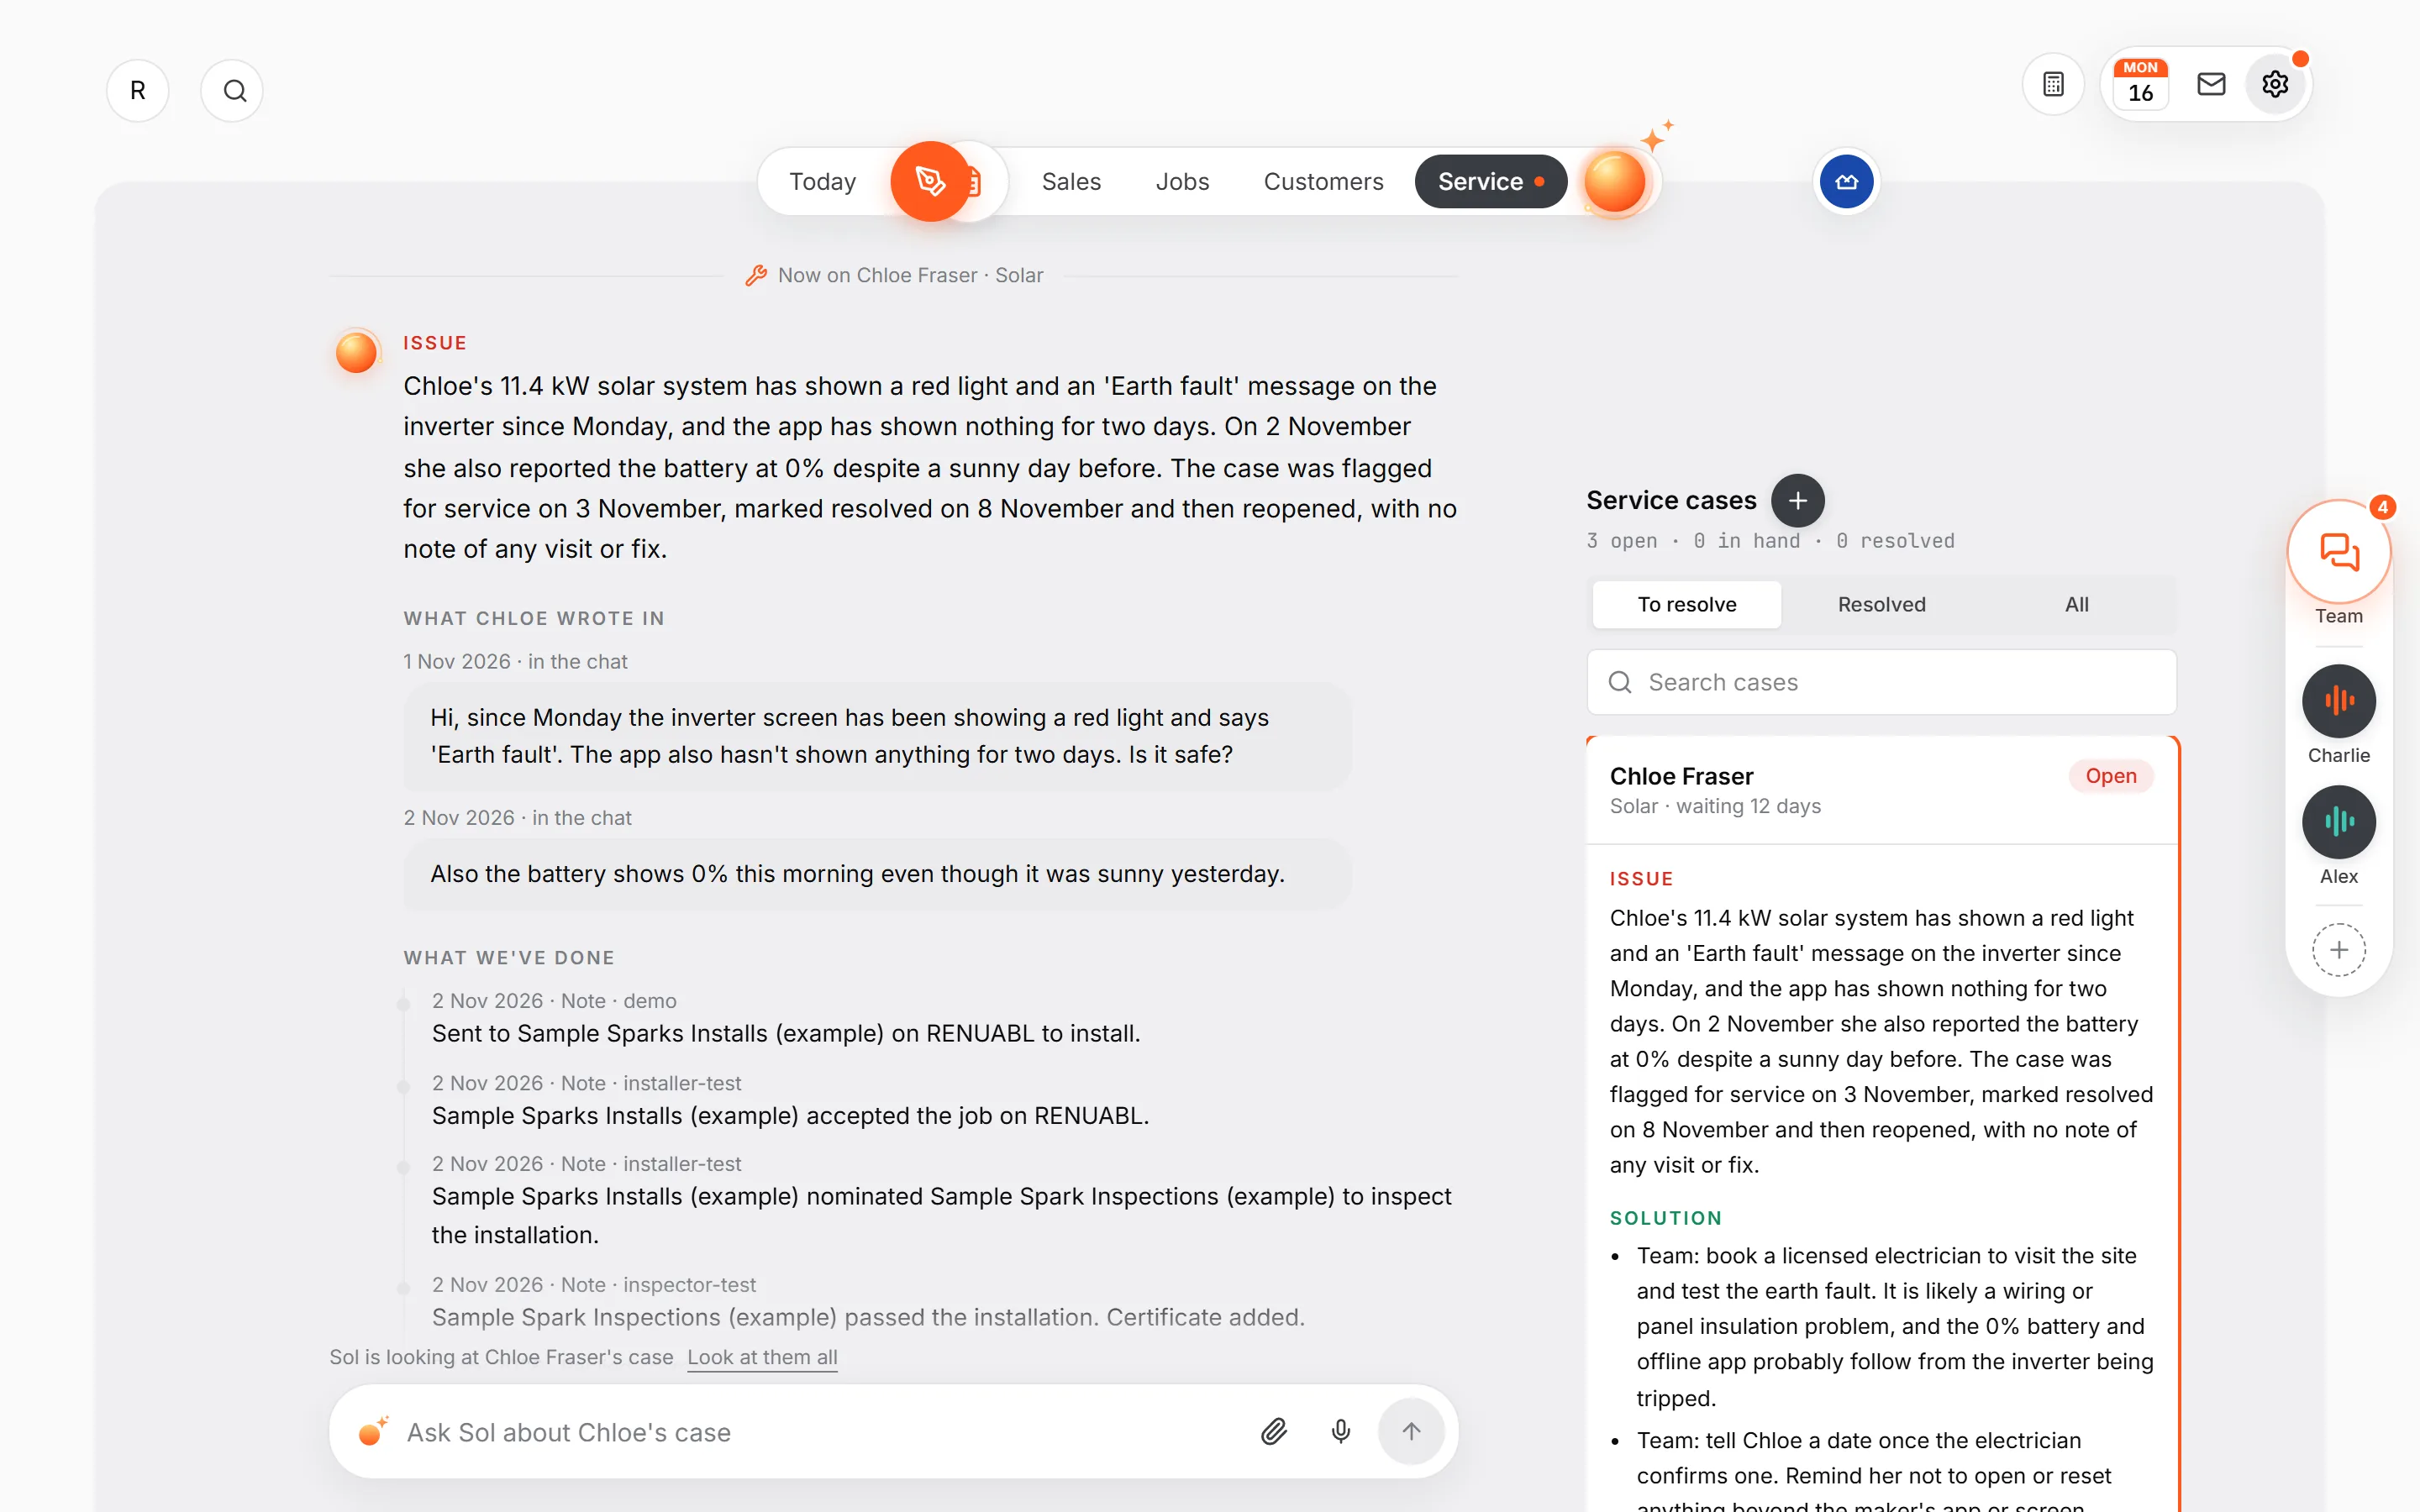 R
MON
16
Today
Sales
Jobs
Customers
Service
Now on Chloe Fraser · Solar
ISSUE
Chloe's 11.4 kW solar system has shown a red light and an 'Earth fault' message on the
inverter since Monday, and the app has shown nothing for two days. On 2 November
she also reported the battery at 0% despite a sunny day before. The case was flagged
for service on 3 November, marked resolved on 8 November and then reopened, with no
note of any visit or fix.
WHAT CHLOE WROTE IN
1 Nov 2026 · in the chat
Hi, since Monday the inverter screen has been showing a red light and says
'Earth fault'. The app also hasn't shown anything for two days. Is it safe?
2 Nov 2026 · in the chat
Also the battery shows 0% this morning even though it was sunny yesterday.
WHAT WE'VE DONE
2 Nov 2026 · Note · demo
Sent to Sample Sparks Installs (example) on RENUABL to install.
2 Nov 2026 · Note · installer-test
Sample Sparks Installs (example) accepted the job on RENUABL.
2 Nov 2026 · Note · installer-test
Sample Sparks Installs (example) nominated Sample Spark Inspections (example) to inspect
the installation.
2 Nov 2026 · Note · inspector-test
Sample Spark Inspections (example) passed the installation. Certificate added.
Sol is looking at Chloe Fraser's case Look at them all
Ask Sol about Chloe's case
Service cases
3 open · 0 in hand · 0 resolved
To resolve
Resolved
All
Search cases
Chloe Fraser
Open
Solar · waiting 12 days
ISSUE
Chloe's 11.4 kW solar system has shown a red light
and an 'Earth fault' message on the inverter since
Monday, and the app has shown nothing for two
days. On 2 November she also reported the battery
at 0% despite a sunny day before. The case was
flagged for service on 3 November, marked resolved
on 8 November and then reopened, with no note of
any visit or fix.
SOLUTION
• Team: book a licensed electrician to visit the site
and test the earth fault. It is likely a wiring or
panel insulation problem, and the 0% battery and
offline app probably follow from the inverter being
tripped.
• Team: tell Chloe a date once the electrician
confirms one. Remind her not to open or reset
anything beyond the maker's app or screen
4
Team
Charlie
Alex